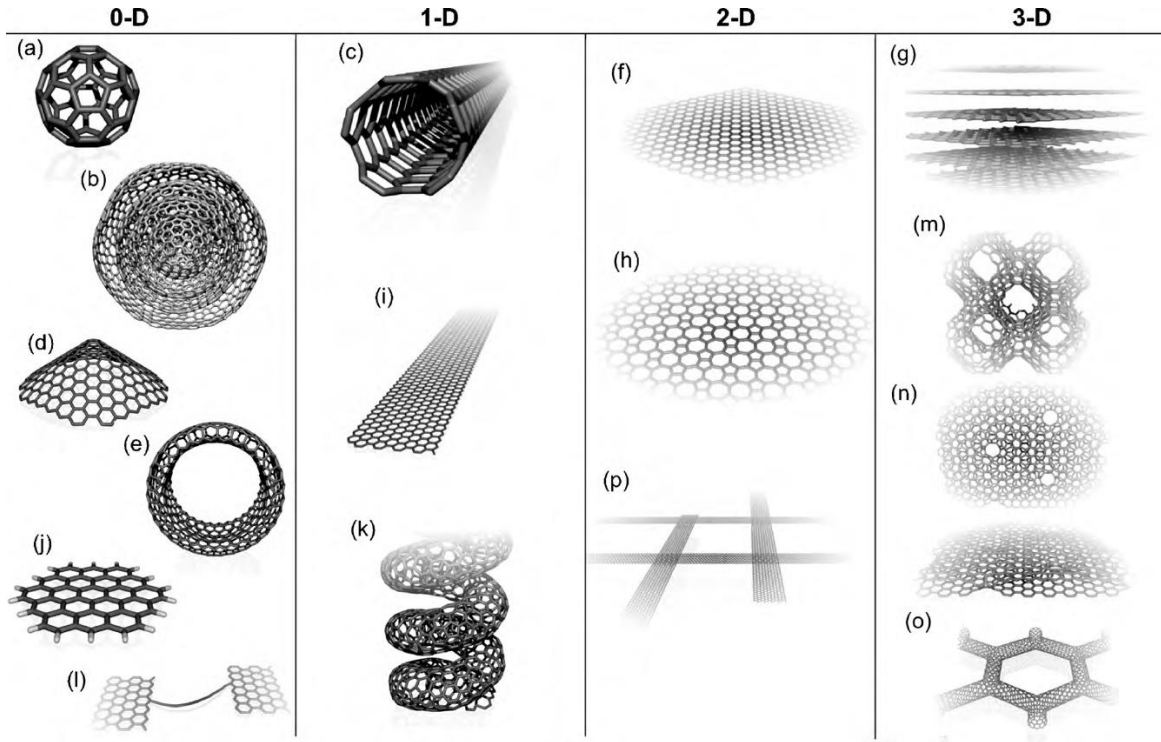 0-D 1-D 2-D 3-D
(a)
(b)
(d)
(e)
(j)
(l)
(c)
(i)
(k)
(f)
(h)
(p)
(g)
(m)
(n)
(o)